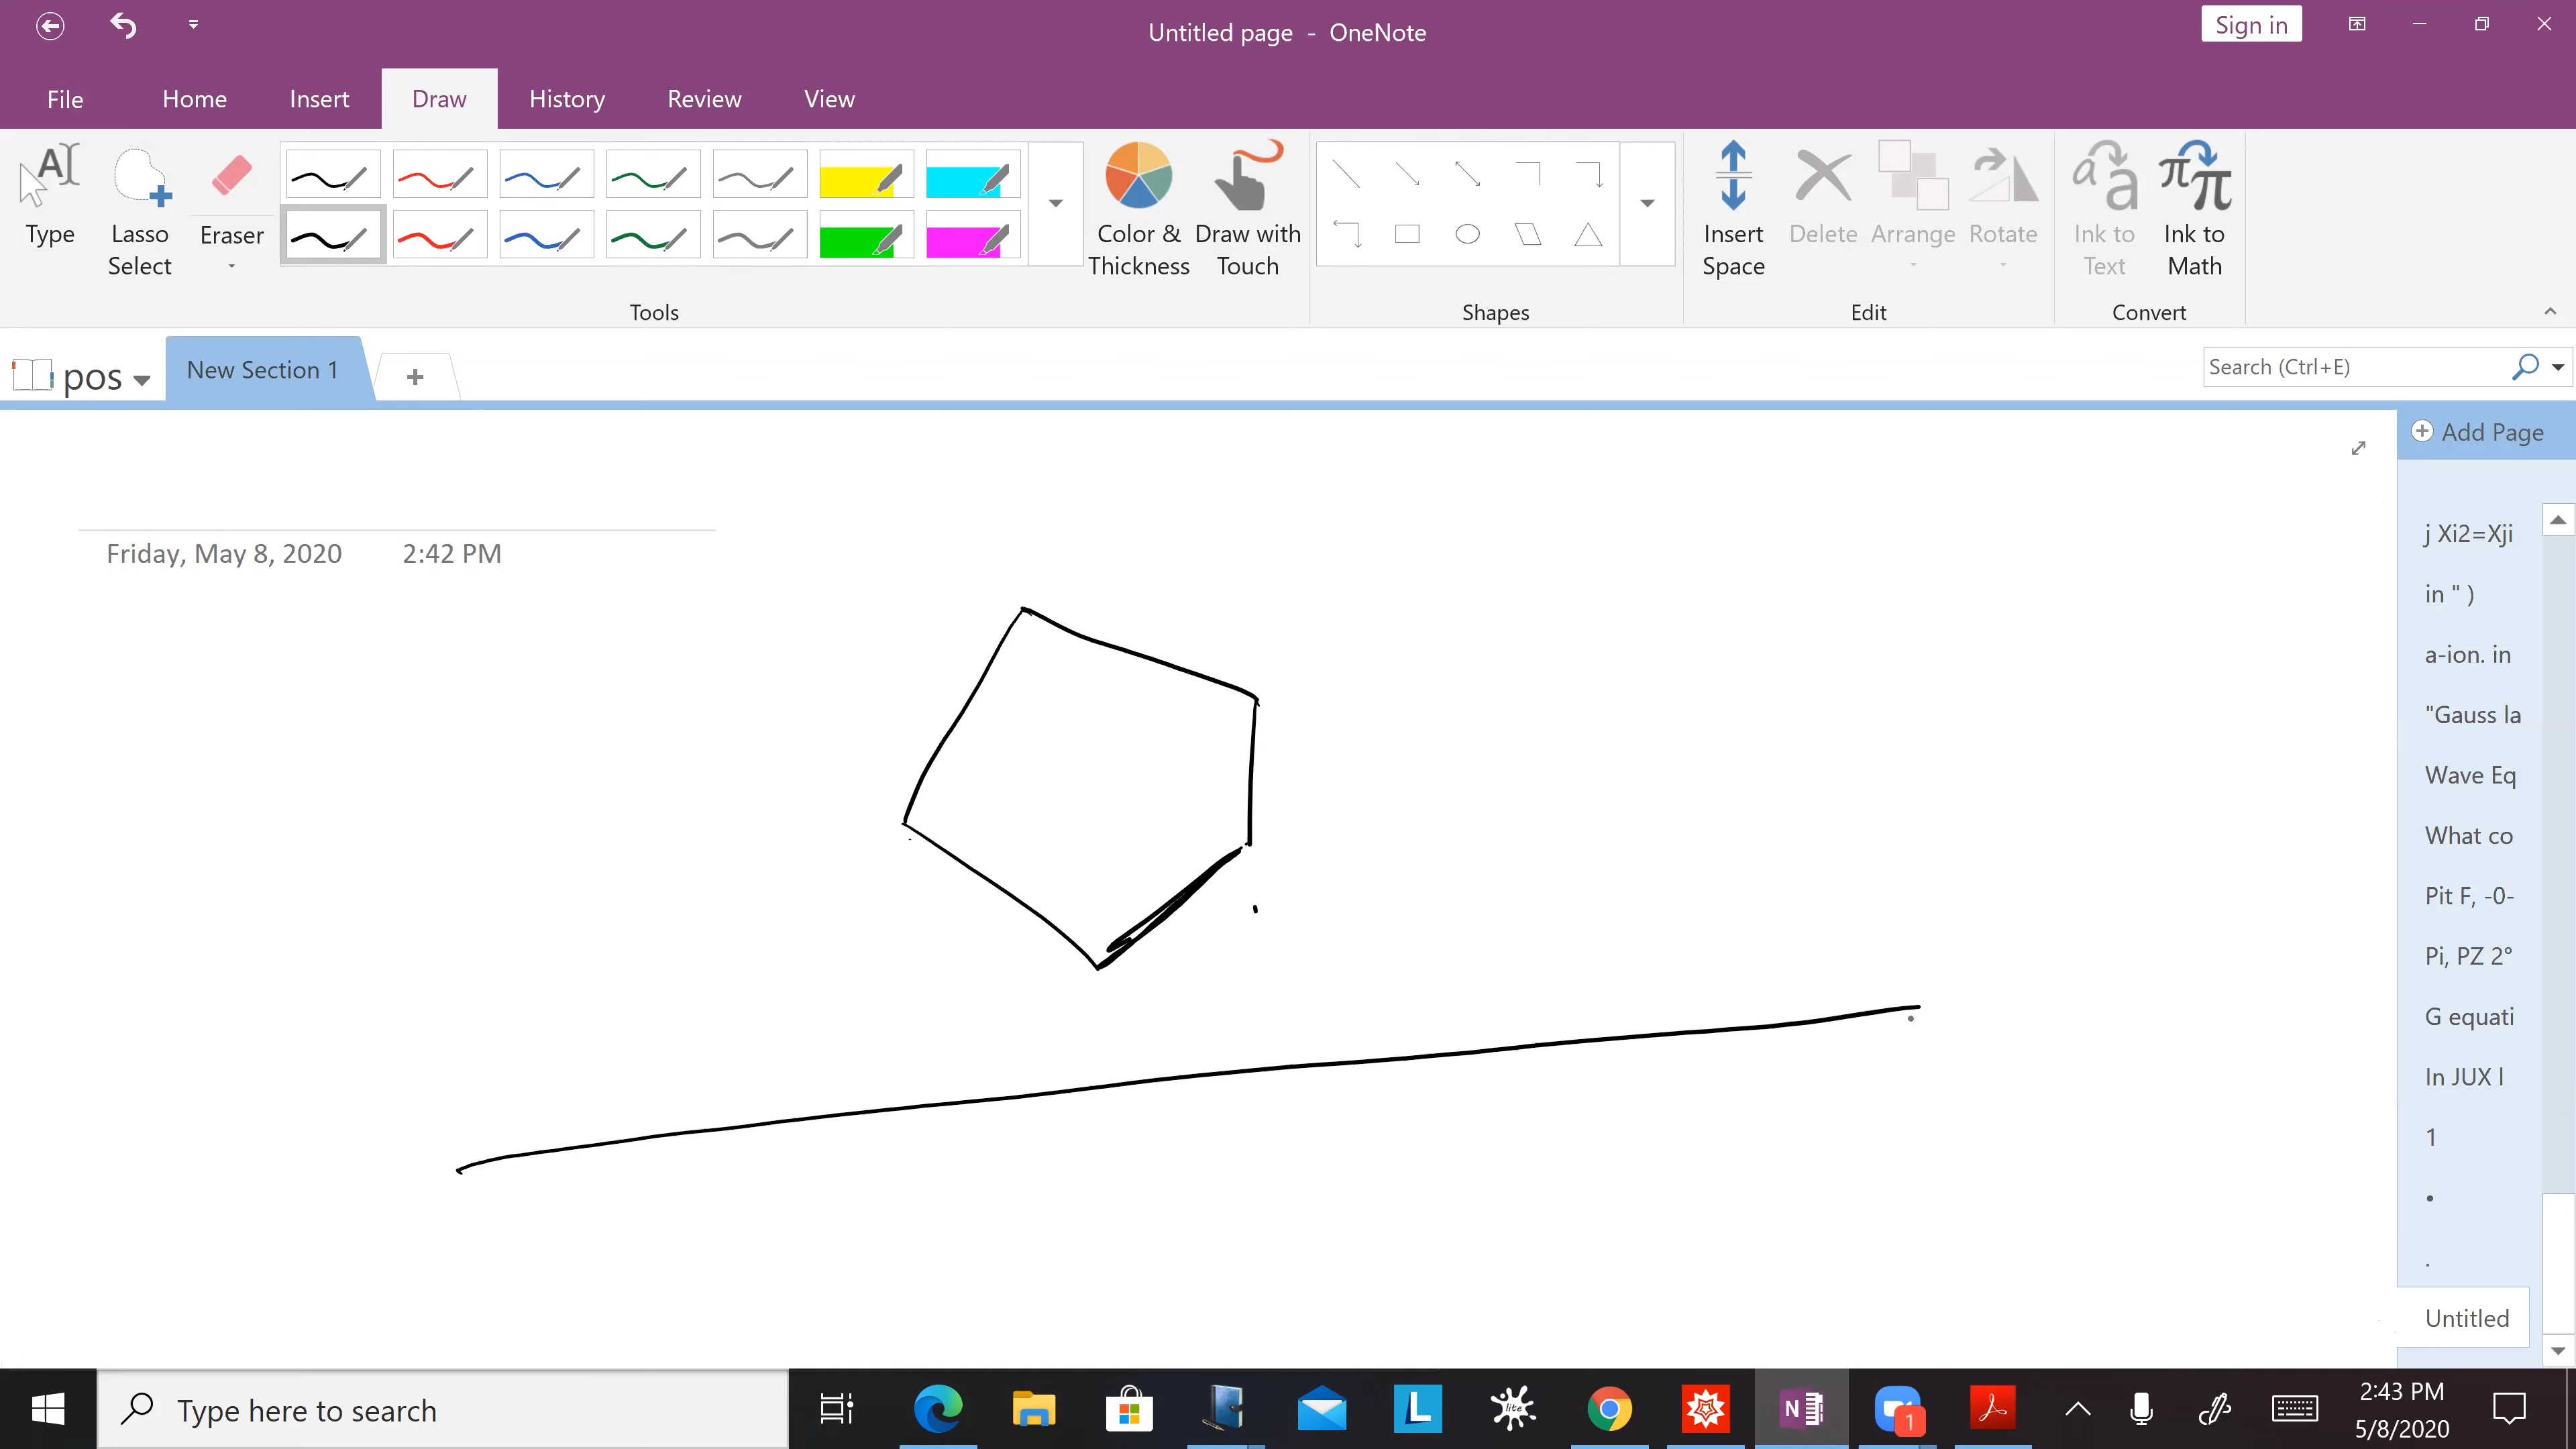 Untitled page - OneNote
Sign in
File Home Insert Draw History Review View
Type
Lasso Select
Eraser
Color & Thickness
Draw with Touch
Insert Space
Delete
Arrange
Rotate
Ink to Text
Ink to Math
Tools
Shapes
Edit
Convert
pos
New Section 1
+
Search (Ctrl+E)
Add Page
Friday, May 8, 2020 2:42 PM
j Xi2=Xji
in " )
a-ion. in
"Gauss la
Wave Eq
What co
Pit F, -0-
Pi, PZ 2°
G equati
In JUX l
1
•
.
Untitled
Type here to search
L
lite
N
1
2:43 PM
5/8/2020